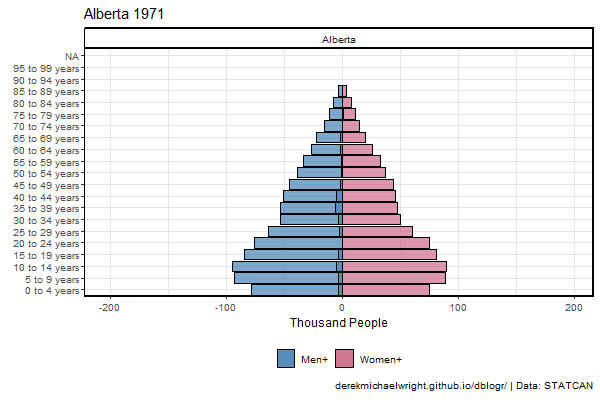 Alberta 1971
Alberta
NA
95 to 99 years
90 to 94 years
85 to 89 years
80 to 84 years
75 to 79 years
70 to 74 years
65 to 69 years
60 to 64 years
55 to 59 years
50 to 54 years
45 to 49 years
40 to 44 years
35 to 39 years
30 to 34 years
25 to 29 years
20 to 24 years
15 to 19 years
10 to 14 years
5 to 9 years
0 to 4 years
-200 -100 0 100 200
Thousand People
Men+ Women+
derekmichaelwright.github.io/dblogr/ | Data: STATCAN